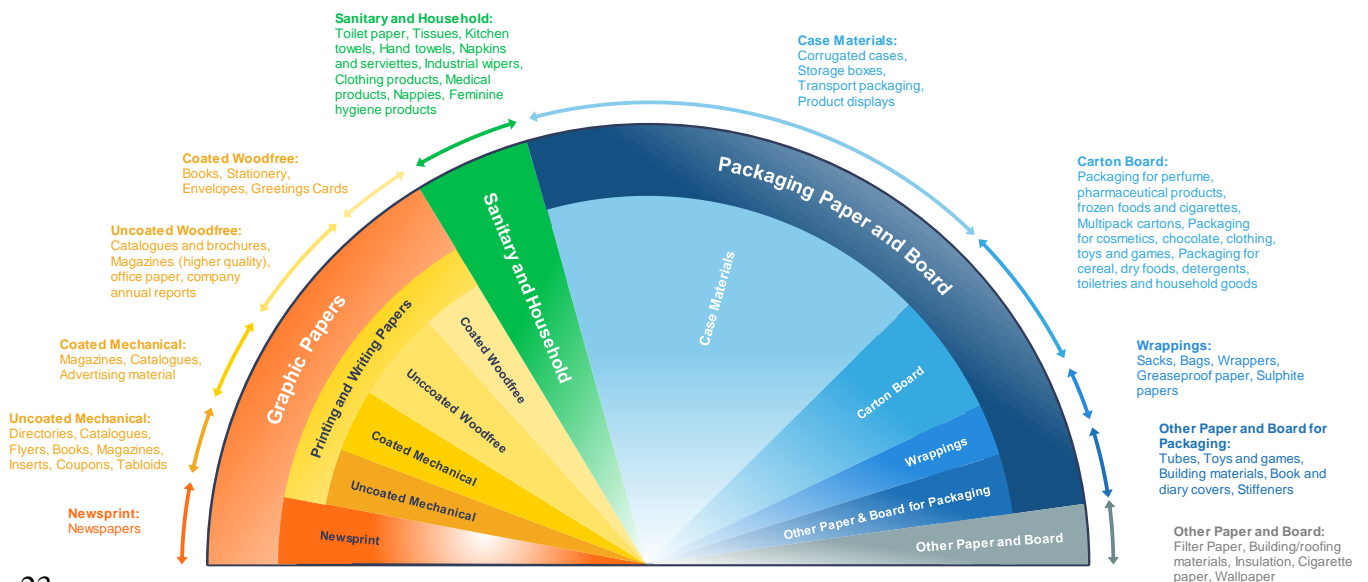 Sanitary and Household:
Toilet paper, Tissues, Kitchen
towels, Hand towels, Napkins
and serviettes, Industrial wipers,
Clothing products, Medical
products, Nappies, Feminine
hygiene products
Case Materials:
Corrugated cases,
Storage boxes,
Transport packaging,
Product displays
Coated Woodfree:
Books, Stationery,
Envelopes, Greetings Cards
Carton Board:
Packaging for perfume,
pharmaceutical products,
frozen foods and cigarettes,
Multipack cartons, Packaging
for cosmetics, chocolate, clothing,
toys and games, Packaging for
cereal, dry foods, detergents,
toiletries and household goods
Uncoated Woodfree:
Catalogues and brochures,
Magazines (higher quality),
office paper, company
annual reports
Coated Mechanical:
Magazines, Catalogues,
Advertising material
Wrappings:
Sacks, Bags, Wrappers,
Greaseproof paper, Sulphite
papers
Uncoated Mechanical:
Directories, Catalogues,
Flyers, Books, Magazines,
Inserts, Coupons, Tabloids
Other Paper and Board for
Packaging:
Tubes, Toys and games,
Building materials, Book and
diary covers, Stiffeners
Newsprint:
Newspapers
Other Paper and Board:
Filter Paper, Building/roofing
materials, Insulation, Cigarette
paper, Wallpaper
Graphic Papers
Printing and Writing Papers
Sanitary and Household
Packaging Paper and Board
Coated Woodfree
Unccoated Woodfree
Coated Mechanical
Uncoated Mechanical
Newsprint
Case Materials
Carton Board
Wrappings
Other Paper & Board for Packaging
Other Paper and Board
23